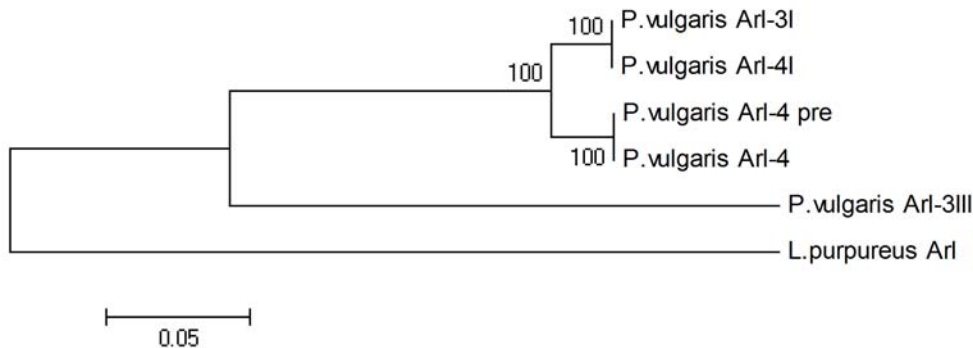 100
P.vulgaris Arl-3I
100
P.vulgaris Arl-4I
P.vulgaris Arl-4 pre
100
P.vulgaris Arl-4
P.vulgaris Arl-3III
L.purpureus Arl
0.05